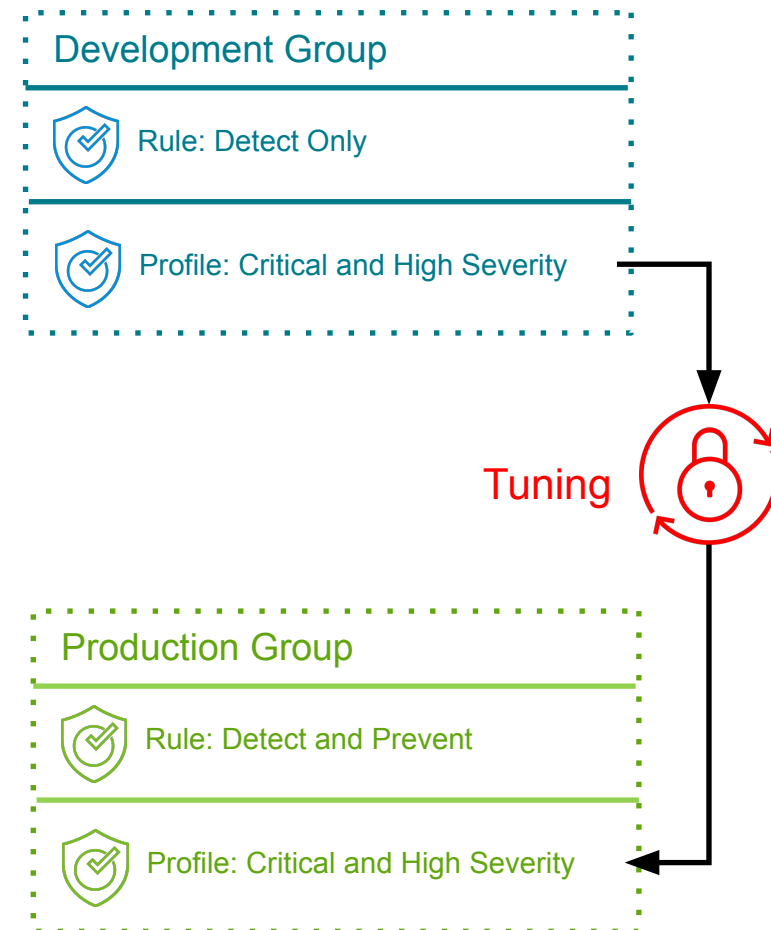 Development Group
Rule: Detect Only
Profile: Critical and High Severity
Tuning
Production Group
Rule: Detect and Prevent
Profile: Critical and High Severity